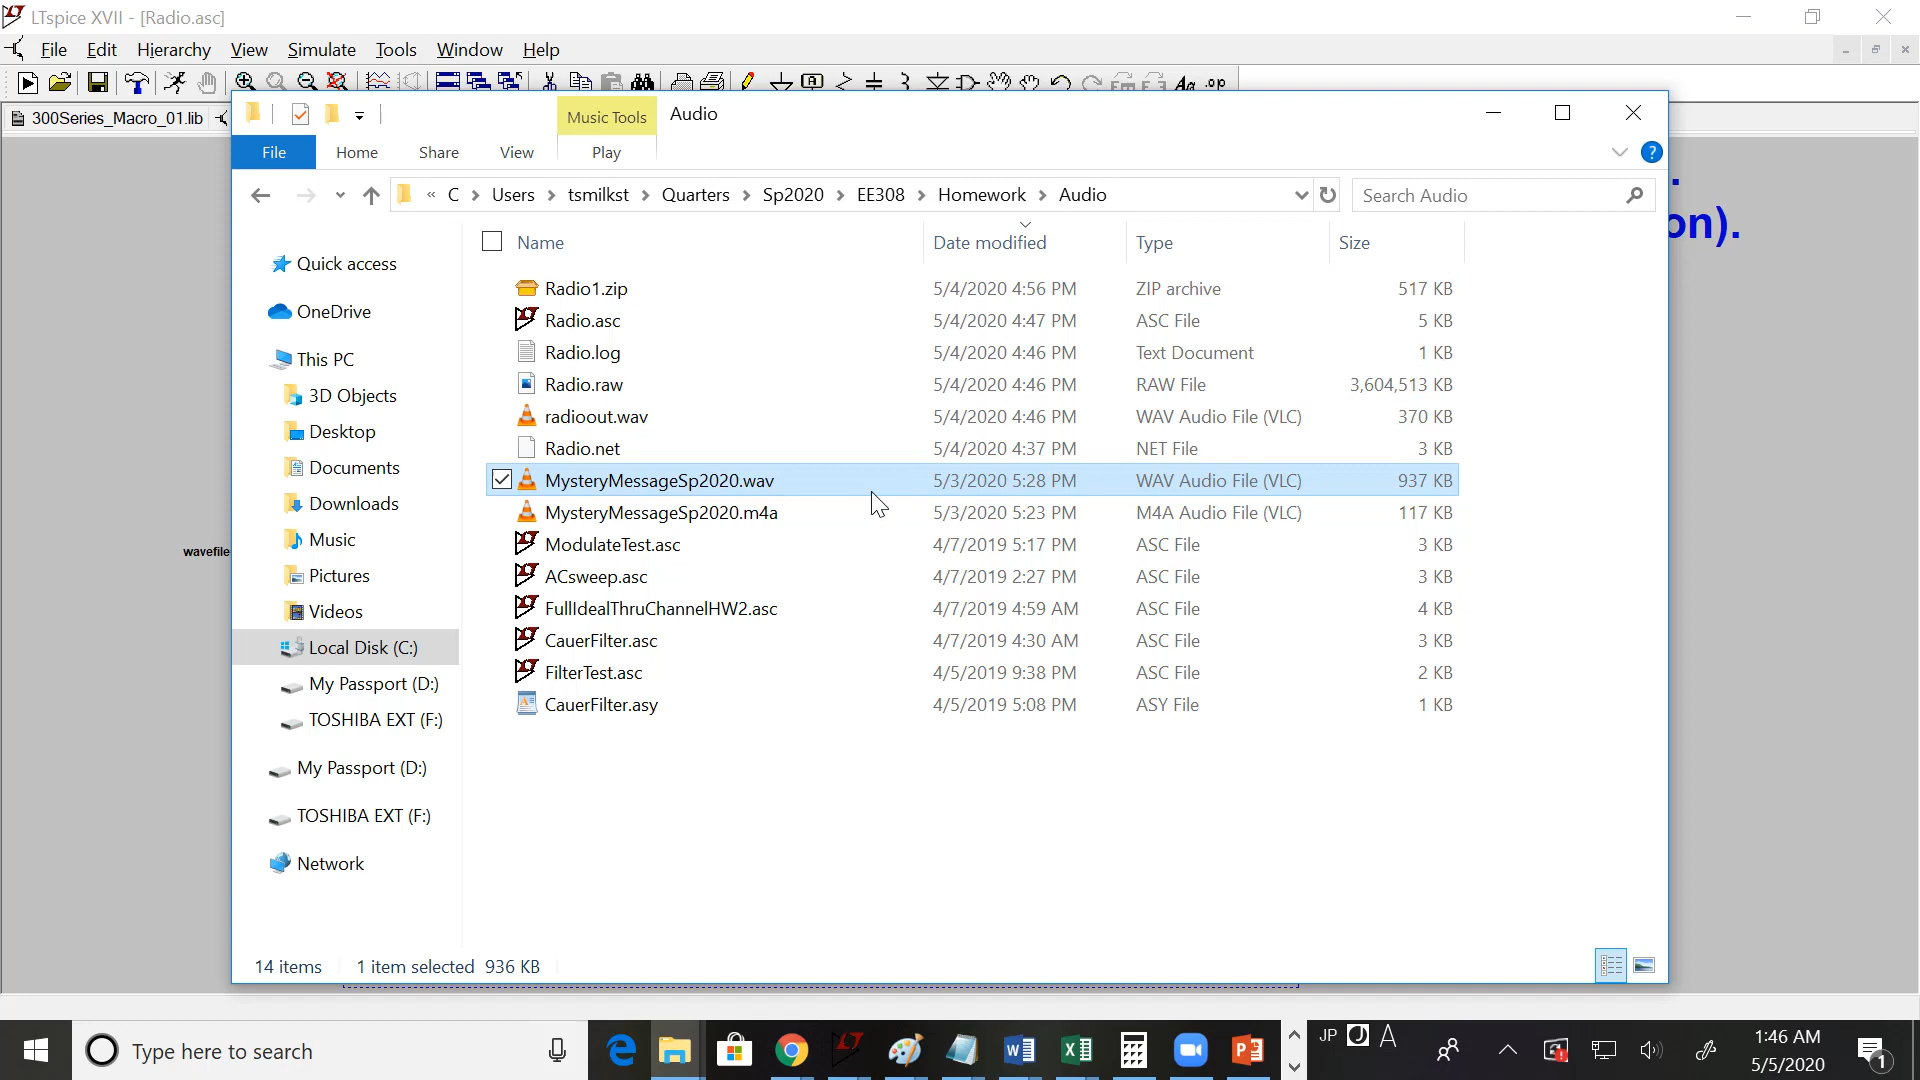 LTspice XVII - [Radio.asc]
File Edit Hierarchy View Simulate Tools Window Help
.op
300Series_Macro_01.lib
Music Tools Audio
File Home Share View Play
?
« C > Users > tsmilkst > Quarters > Sp2020 > EE308 > Homework > Audio
Search Audio
on).
Name Date modified Type Size
Quick access
OneDrive
This PC
3D Objects
Desktop
Documents
Downloads
Music
Pictures
Videos
Local Disk (C:)
My Passport (D:)
TOSHIBA EXT (F:)
My Passport (D:)
TOSHIBA EXT (F:)
Network
Radio1.zip 5/4/2020 4:56 PM ZIP archive 517 KB
Radio.asc 5/4/2020 4:47 PM ASC File 5 KB
Radio.log 5/4/2020 4:46 PM Text Document 1 KB
Radio.raw 5/4/2020 4:46 PM RAW File 3,604,513 KB
radioout.wav 5/4/2020 4:46 PM WAV Audio File (VLC) 370 KB
Radio.net 5/4/2020 4:37 PM NET File 3 KB
MysteryMessageSp2020.wav 5/3/2020 5:28 PM WAV Audio File (VLC) 937 KB
MysteryMessageSp2020.m4a 5/3/2020 5:23 PM M4A Audio File (VLC) 117 KB
ModulateTest.asc 4/7/2019 5:17 PM ASC File 3 KB
ACsweep.asc 4/7/2019 2:27 PM ASC File 3 KB
FullIdealThruChannelHW2.asc 4/7/2019 4:59 AM ASC File 4 KB
CauerFilter.asc 4/7/2019 4:30 AM ASC File 3 KB
FilterTest.asc 4/5/2019 9:38 PM ASC File 2 KB
CauerFilter.asy 4/5/2019 5:08 PM ASY File 1 KB
wavefile
14 items 1 item selected 936 KB
Type here to search
JP A
1:46 AM
5/5/2020
1